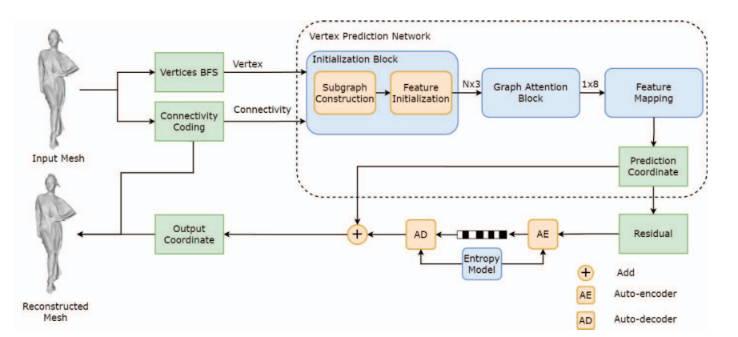 Vertex Prediction Network
Initialization Block
Vertices BFS
Vertex
Subgraph
Construction
Feature
Initialization
Nx3
Graph Attention
Block
1x8
Feature
Mapping
Connectivity
Coding
Connectivity
Input Mesh
Prediction
Coordinate
Output
Coordinate
+
AD
AE
Residual
Entropy
Model
Reconstructed
Mesh
+
Add
AE
Auto-encoder
AD
Auto-decoder